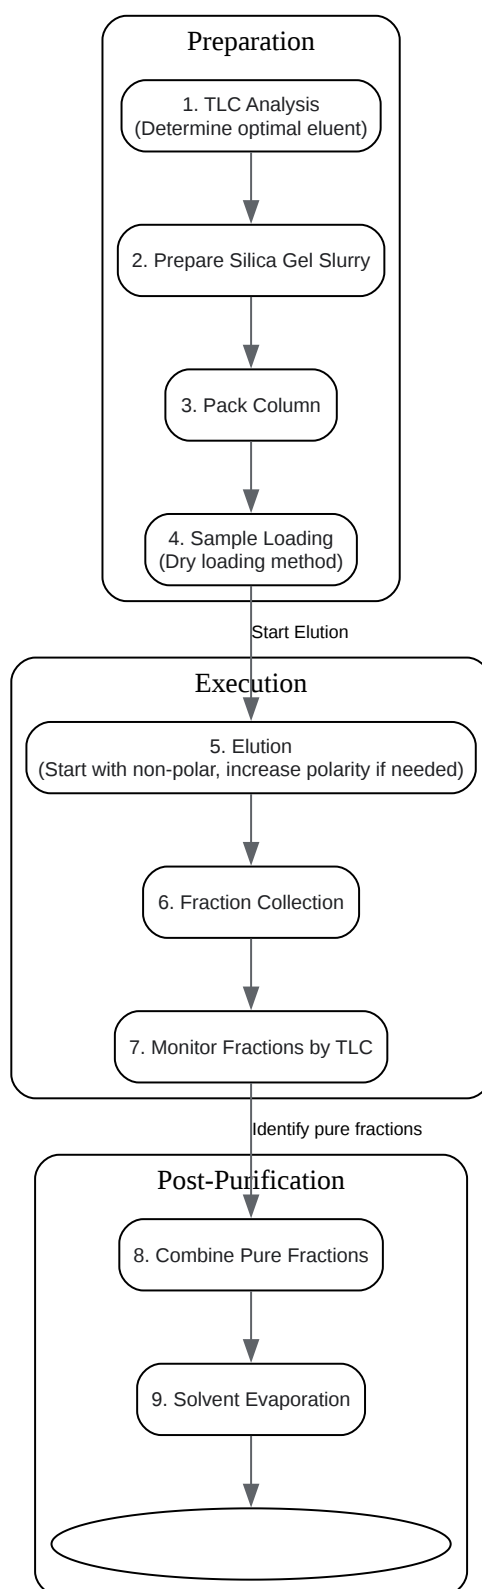 Preparation
1. TLC Analysis
(Determine optimal eluent)
2. Prepare Silica Gel Slurry
3. Pack Column
4. Sample Loading
(Dry loading method)
Start Elution
Execution
5. Elution
(Start with non-polar, increase polarity if needed)
6. Fraction Collection
7. Monitor Fractions by TLC
Identify pure fractions
Post-Purification
8. Combine Pure Fractions
9. Solvent Evaporation